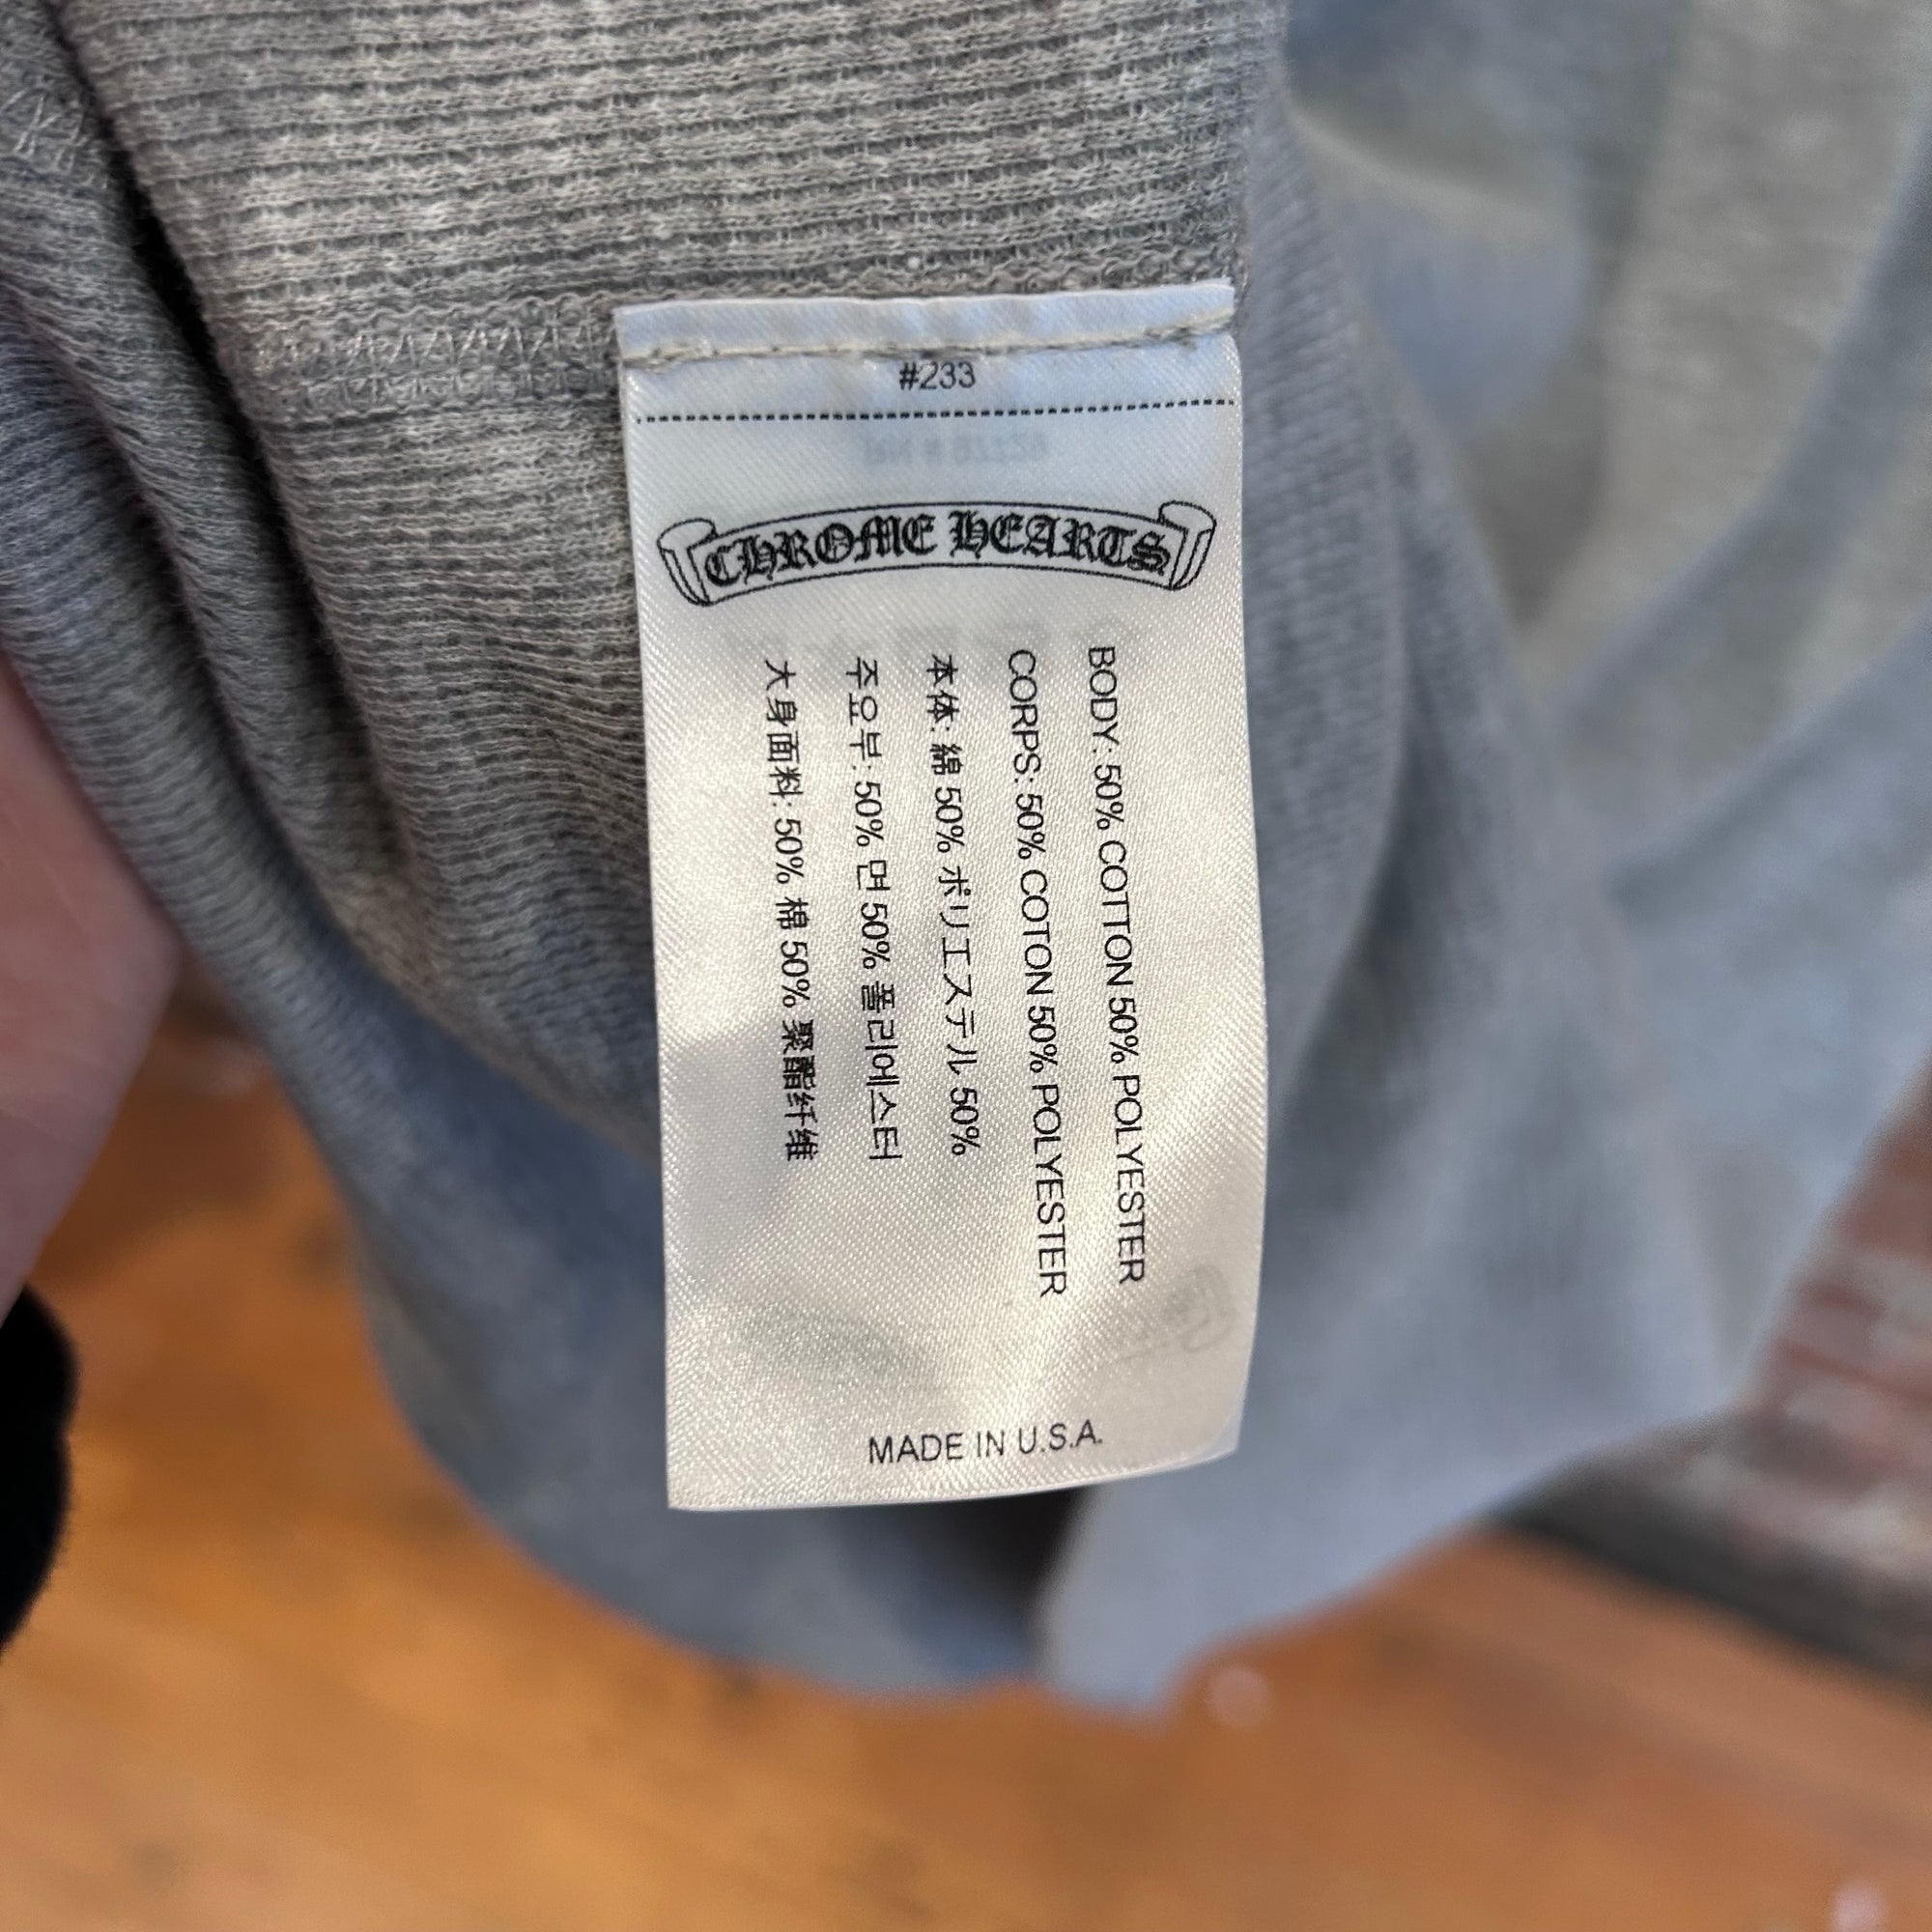 #233
CHROME HEARTS
BODY: 50% COTTON 50% POLYESTER
CORPS: 50% COTON 50% POLYESTER
本体: 綿 50% ポリエステル 50%
주요부: 50% 면 50% 폴리에스터
大身面料: 50% 棉 50% 聚酯纤维
MADE IN U.S.A.